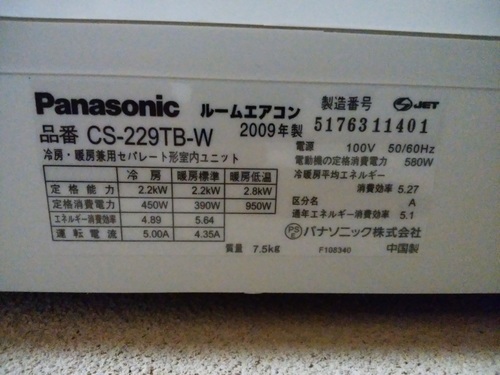 Panasonic ルームエアコン 製造番号 S JET
品番 CS-229TB-W 2009年製 5176311401
冷房・暖房兼用セパレート形室内ユニット
電源 100V 50/60Hz
電動機の定格消費電力 580W
冷暖房平均エネルギー
消費効率 5.27
区分名 A
通年エネルギー消費効率 5.1
冷房 暖房標準 暖房低温
定格能力 2.2kW 2.2kW 2.8kW
定格消費電力 450W 390W 950W
エネルギー消費効率 4.89 5.64
運転電流 5.00A 4.35A
質量 7.5kg
PSE パナソニック株式会社
F108340 中国製